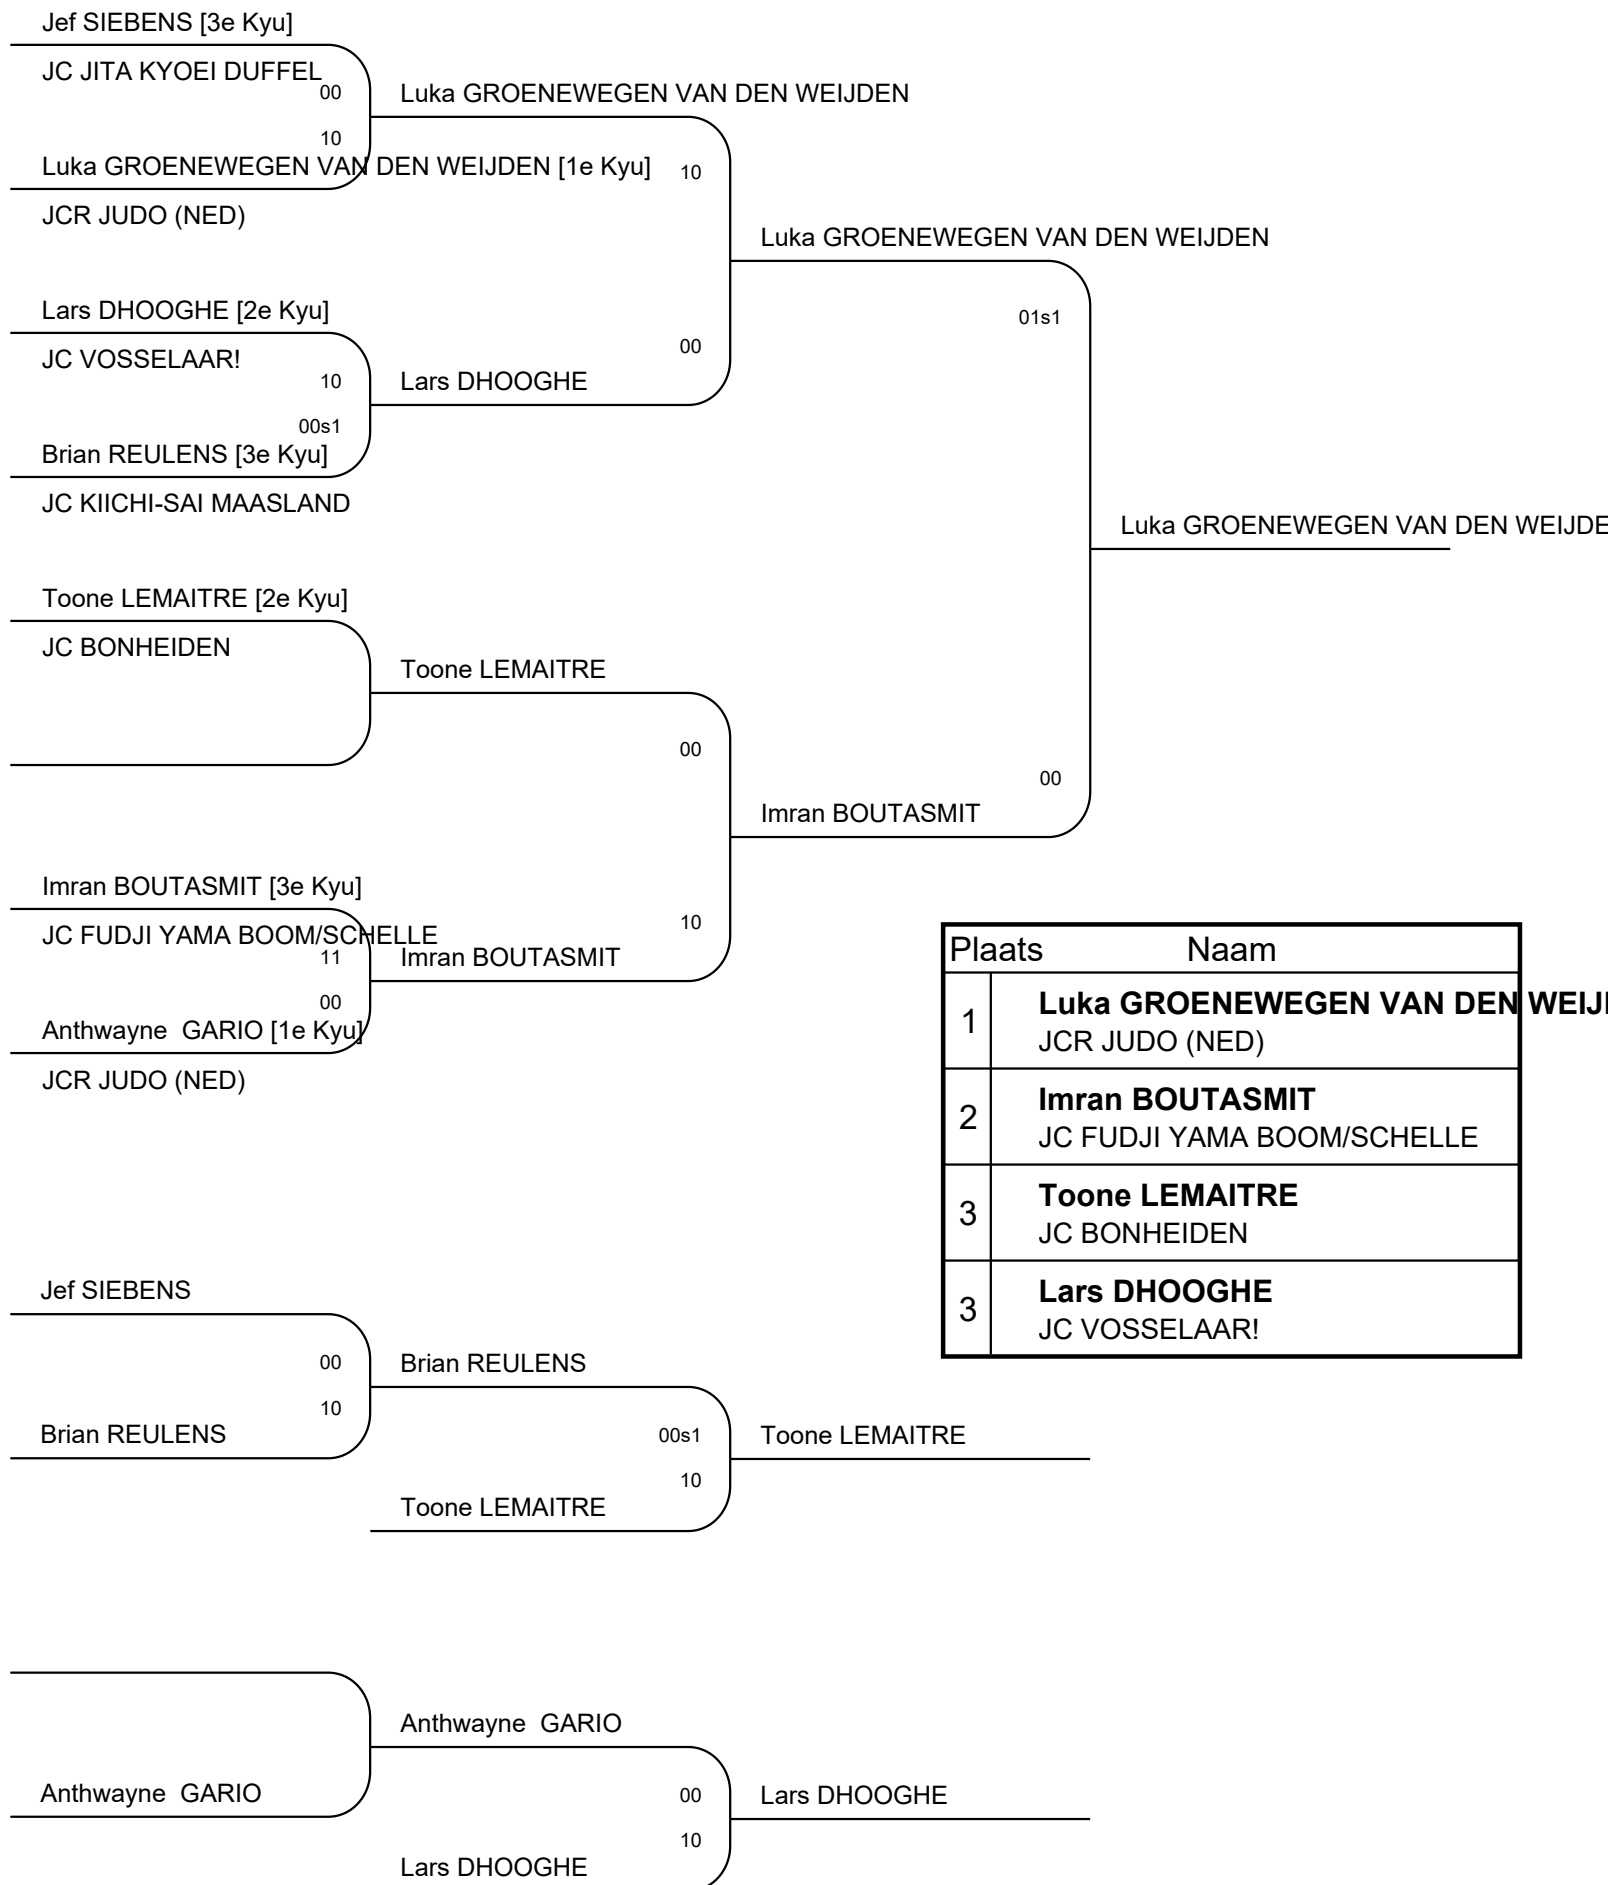 Jef SIEBENS [3e Kyu]
JC JITA KYOEI DUFFEL
00
Luka GROENEWEGEN VAN DEN WEIJDEN
10
Luka GROENEWEGEN VAN DEN WEIJDEN [1e Kyu]
10
JCR JUDO (NED)
Luka GROENEWEGEN VAN DEN WEIJDEN
Lars DHOOGHE [2e Kyu]
01s1
JC VOSSELAAR!
00
10
Lars DHOOGHE
00s1
Brian REULENS [3e Kyu]
JC KIICHI-SAI MAASLAND
Luka GROENEWEGEN VAN DEN WEIJDE
Toone LEMAITRE [2e Kyu]
JC BONHEIDEN
Toone LEMAITRE
00
00
Imran BOUTASMIT
Imran BOUTASMIT [3e Kyu]
JC FUDJI YAMA BOOM/SCHELLE
10
11
Imran BOUTASMIT
00
Anthwayne  GARIO [1e Kyu]
JCR JUDO (NED)
Plaats Naam
1 Luka GROENEWEGEN VAN DEN WEIJ
JCR JUDO (NED)
2 Imran BOUTASMIT
JC FUDJI YAMA BOOM/SCHELLE
3 Toone LEMAITRE
JC BONHEIDEN
3 Lars DHOOGHE
JC VOSSELAAR!
Jef SIEBENS
00
Brian REULENS
10
Brian REULENS
00s1
Toone LEMAITRE
10
Toone LEMAITRE
Anthwayne  GARIO
Anthwayne  GARIO
00
Lars DHOOGHE
10
Lars DHOOGHE